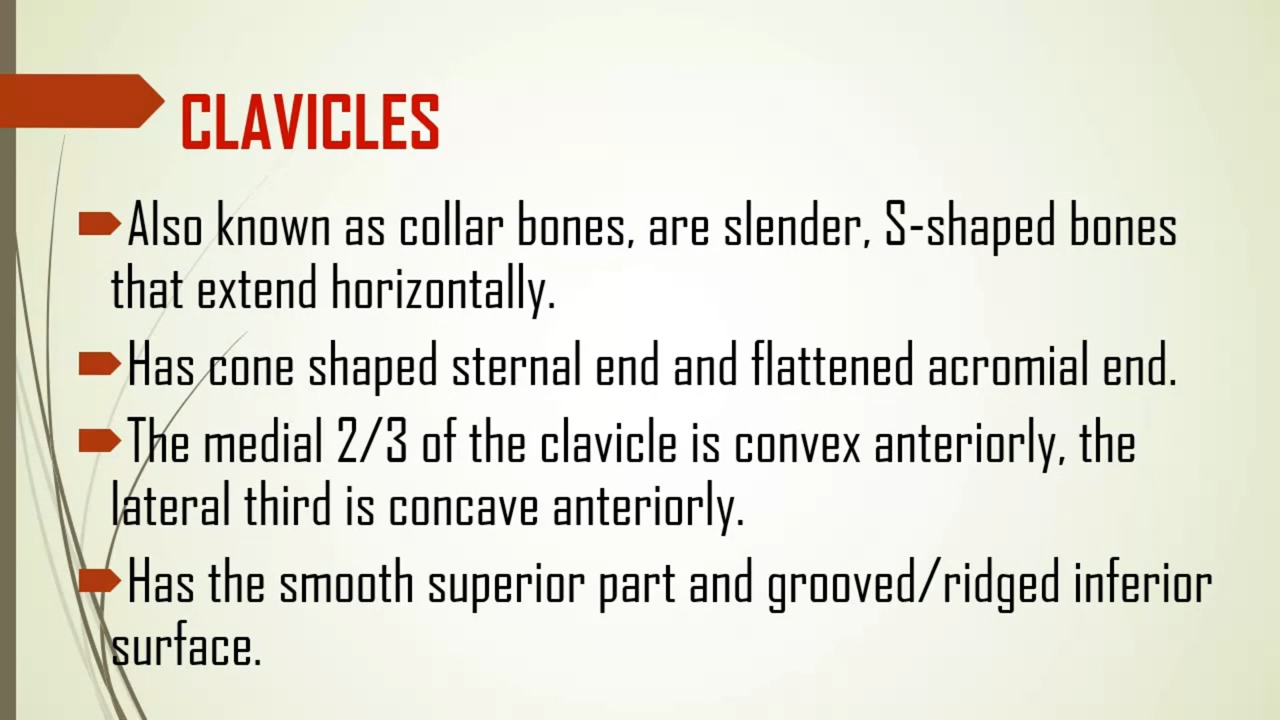 CLAVICLES
Also known as collar bones, are slender, S-shaped bones
that extend horizontally.
Has cone shaped sternal end and flattened acromial end.
The medial 2/3 of the clavicle is convex anteriorly, the
lateral third is concave anteriorly.
Has the smooth superior part and grooved/ridged inferior
surface.